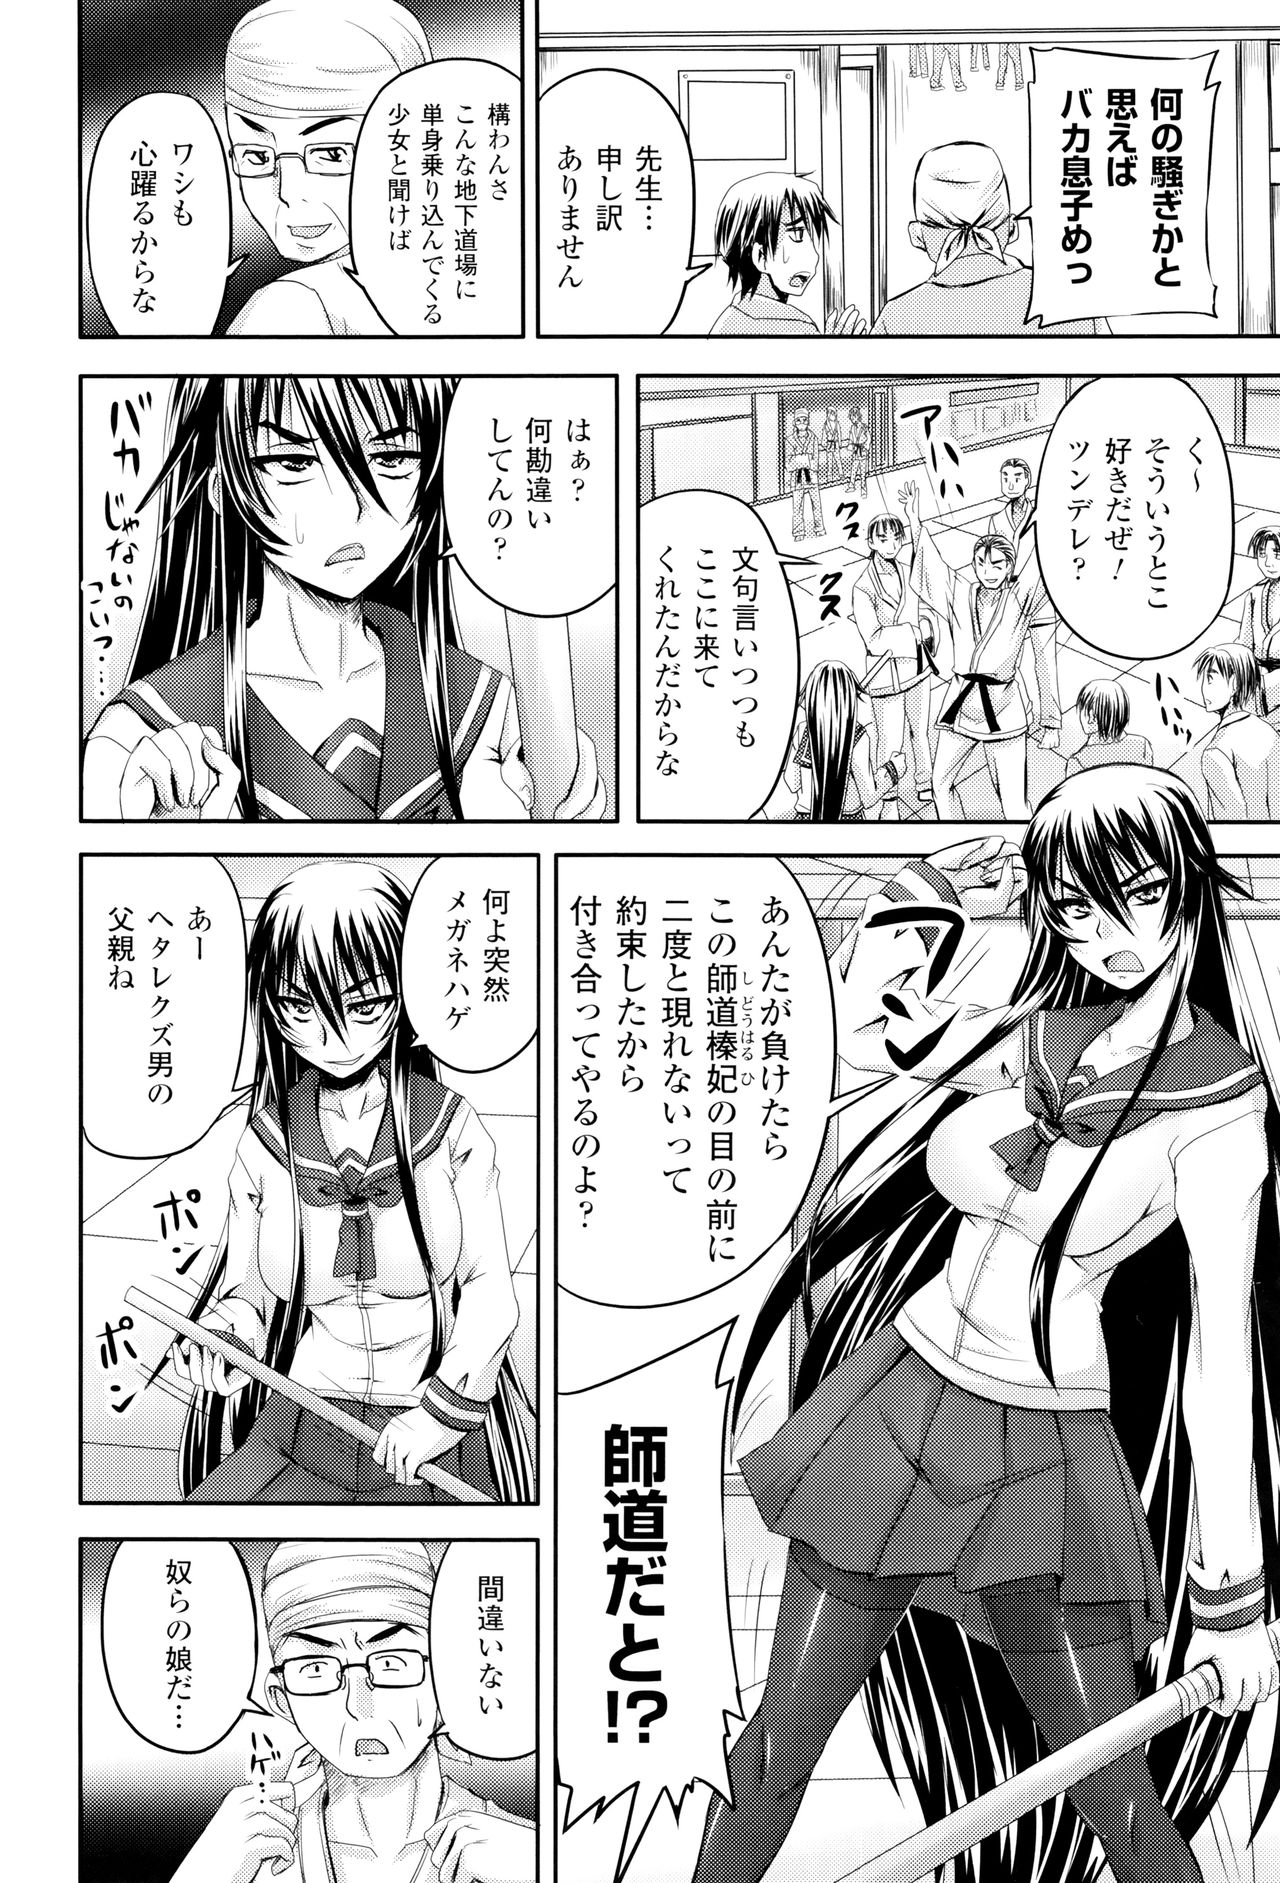 何の騒ぎかと
思えば
バカ息子めっ
先生…
申し訳
ありません
構わんさ
こんな地下道場に
単身乗り込んでくる
少女と聞けば
ワシも
心躍るからな
く〜
そういうとこ
好きだぜ！
ツンデレ？
アハハ
クス
クス
文句言いつつも
ここに来て
くれたんだからな
はぁ？
何勘違い
してんの？
バカじゃないの
こいつ……
あんたが負けたら
この師道榛妃の目の前に
しどうはるひ
二度と現れないって
約束したから
付き合ってやるのよ？
師道だと!?
何よ突然
メガネハゲ
あー
ヘタレクズ男の
父親ね
ポン
ポン
間違いない
奴らの娘だ…
ハゲ…